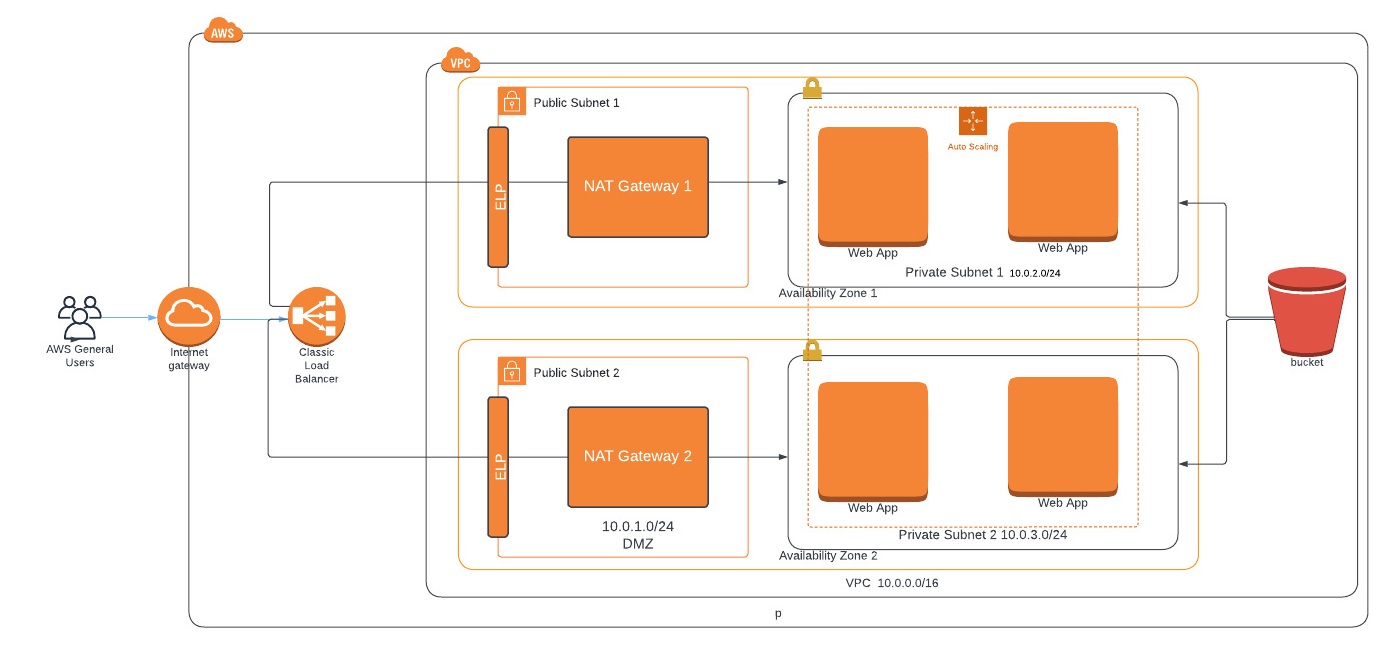 AWS
VPC
Public Subnet 1
ELP
NAT Gateway 1
Auto Scaling
Web App
Web App
Private Subnet 1 10.0.2.0/24
Availability Zone 1
AWS General
Users
Internet
gateway
Classic
Load
Balancer
bucket
Public Subnet 2
ELP
NAT Gateway 2
10.0.1.0/24
DMZ
Web App
Web App
Private Subnet 2 10.0.3.0/24
Availability Zone 2
VPC 10.0.0.0/16
p